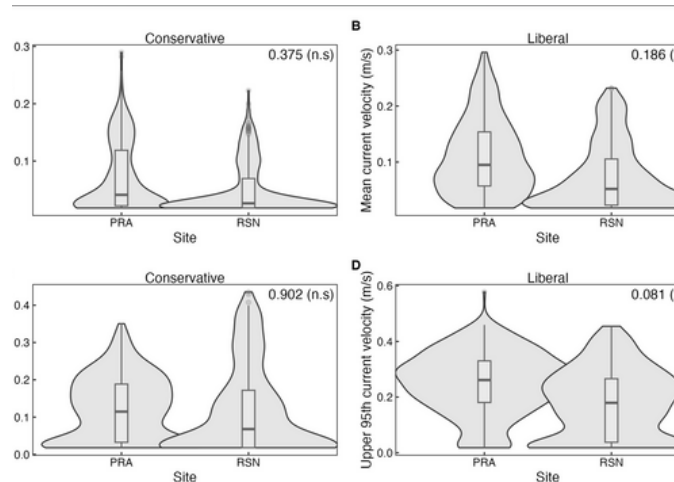 B
Conservative
0.375 (n.s)
0.3
0.2
0.1
PRA
RSN
Site
Liberal
0.186 (
Mean current velocity (m/s)
0.3
0.2
0.1
PRA
RSN
Site
D
Conservative
0.902 (n.s)
0.4
0.3
0.2
0.1
0.0
PRA
RSN
Site
Liberal
0.081 (
Upper 95th current velocity (m/s)
0.6
0.4
0.2
0.0
PRA
RSN
Site